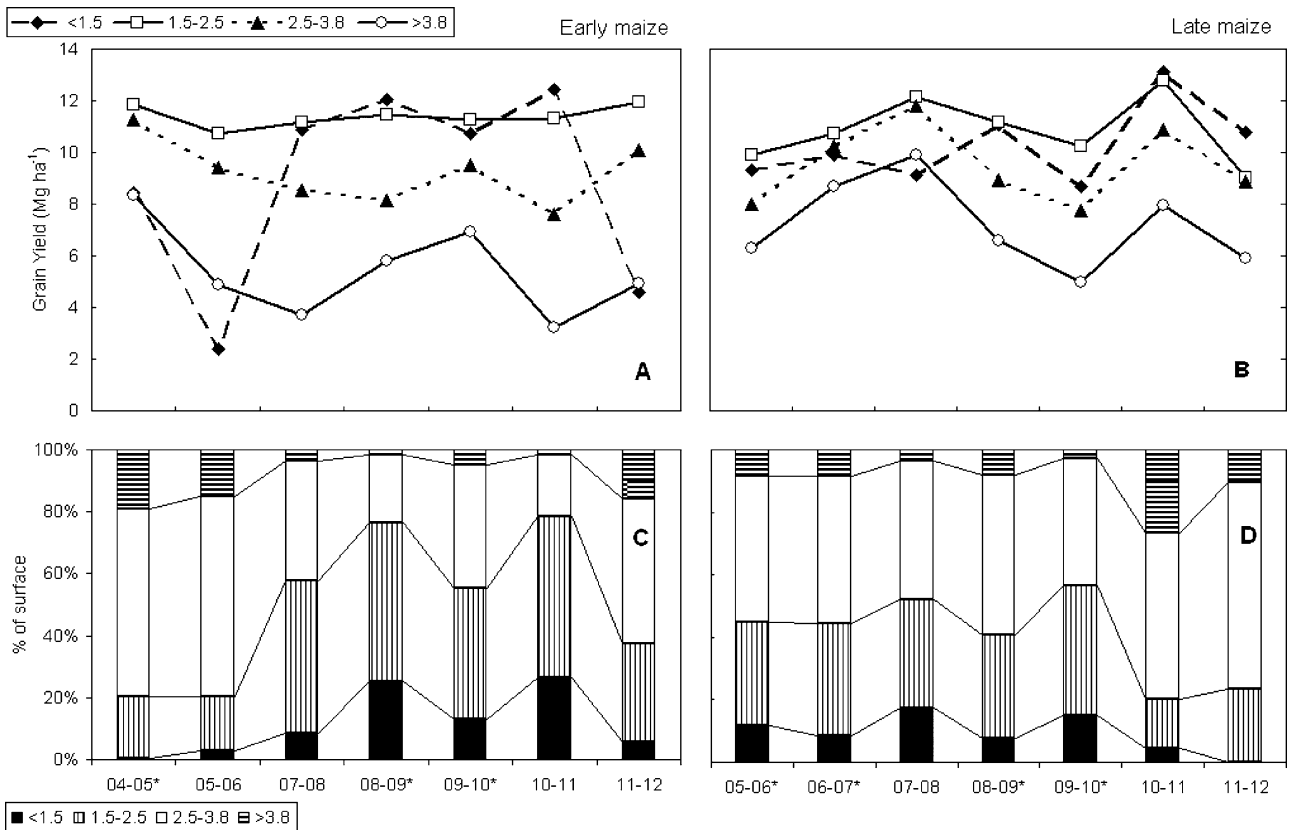 <1.5 1.5-2.5 2.5-3.8 >3.8
Early maize
Late maize
14
12
10
8
6
4
2
0
Grain Yield (Mg ha-1)
A
B
100%
80%
60%
40%
20%
0%
% of surface
C
D
04-05* 05-06 07-08 08-09* 09-10* 10-11 11-12
05-06* 06-07* 07-08 08-09* 09-10* 10-11 11-12
<1.5 1.5-2.5 2.5-3.8 >3.8